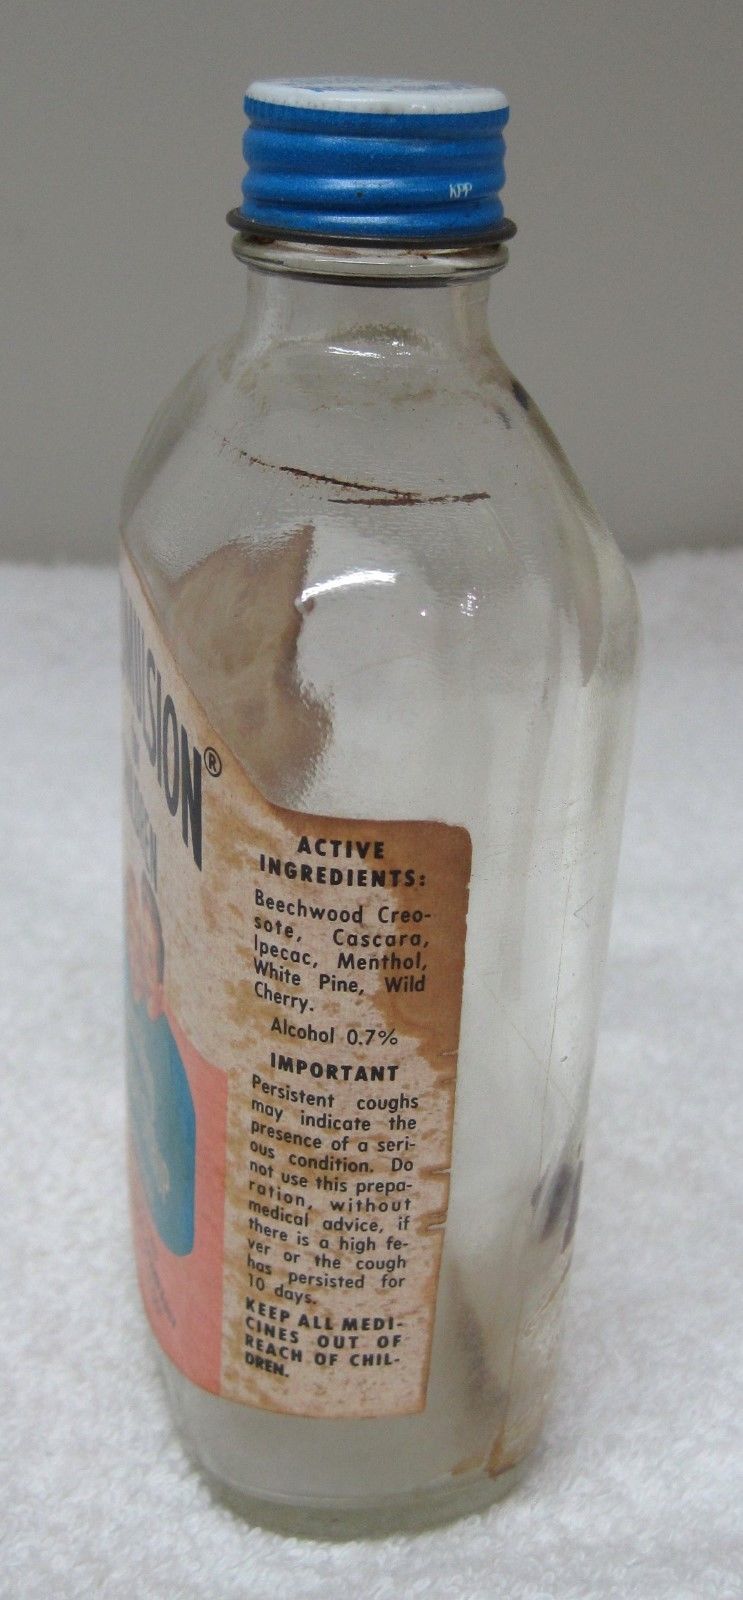 KPP
ACTIVE
INGREDIENTS:
Beechwood Creo-
sote, Cascara,
Ipecac, Menthol,
White Pine, Wild
Cherry.
Alcohol 0.7%
IMPORTANT
Persistent coughs
may indicate the
presence of a seri-
ous condition. Do
not use this prepa-
ration, without
medical advice, if
there is a high fe-
ver or the cough
has persisted for
10 days.
KEEP ALL MEDI-
CINES OUT OF
REACH OF CHIL-
DREN.